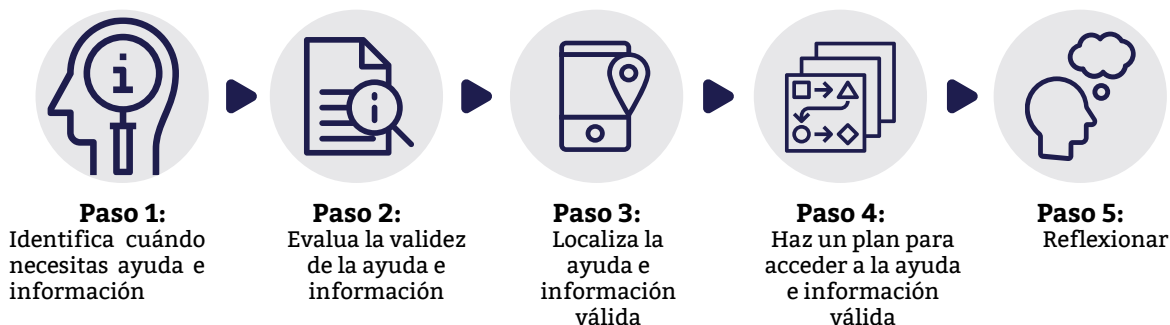 i
i
Paso 1:
Identifica cuándo
necesitas ayuda e
información
Paso 2:
Evalua la validez
de la ayuda e
información
Paso 3:
Localiza la
ayuda e
información
válida
Paso 4:
Haz un plan para
acceder a la ayuda
e información
válida
Paso 5:
Reflexionar